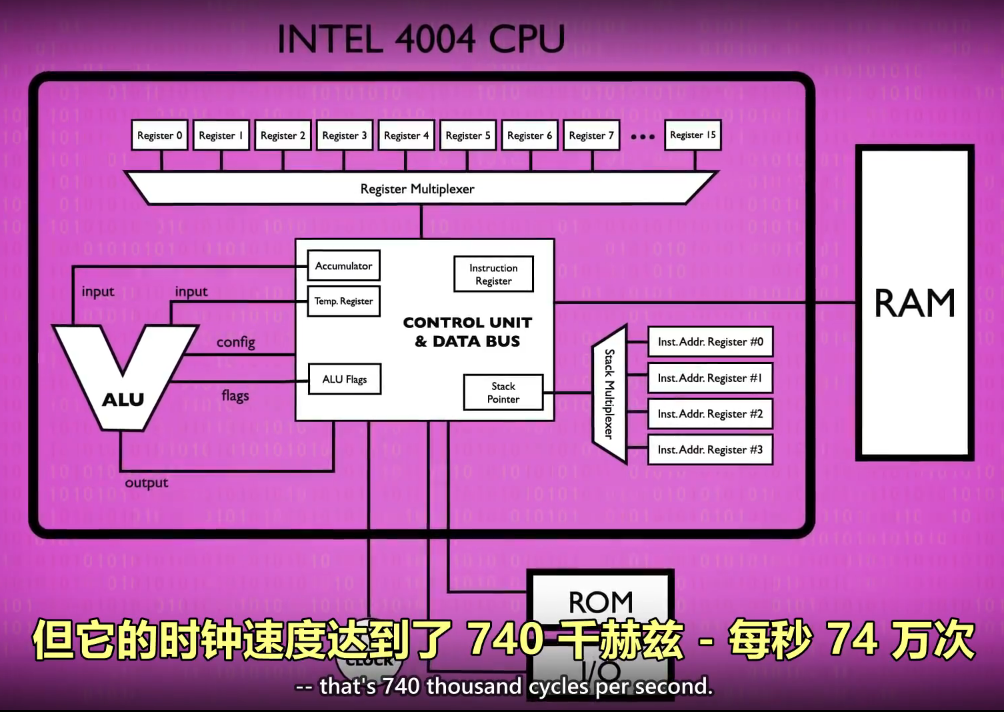 INTEL 4004 CPU
Register 0
Register 1
Register 2
Register 3
Register 4
Register 5
Register 6
Register 7
•••
Register 15
Register Multiplexer
Accumulator
Temp. Register
Instruction
Register
CONTROL UNIT
& DATA BUS
ALU Flags
Stack
Pointer
input
input
config
flags
ALU
output
Stack Multiplexer
Inst. Addr. Register #0
Inst. Addr. Register #1
Inst. Addr. Register #2
Inst. Addr. Register #3
RAM
ROM
I/O
CLOCK
但它的时钟速度达到了 740 千赫兹 - 每秒 74 万次
-- that's 740 thousand cycles per second.